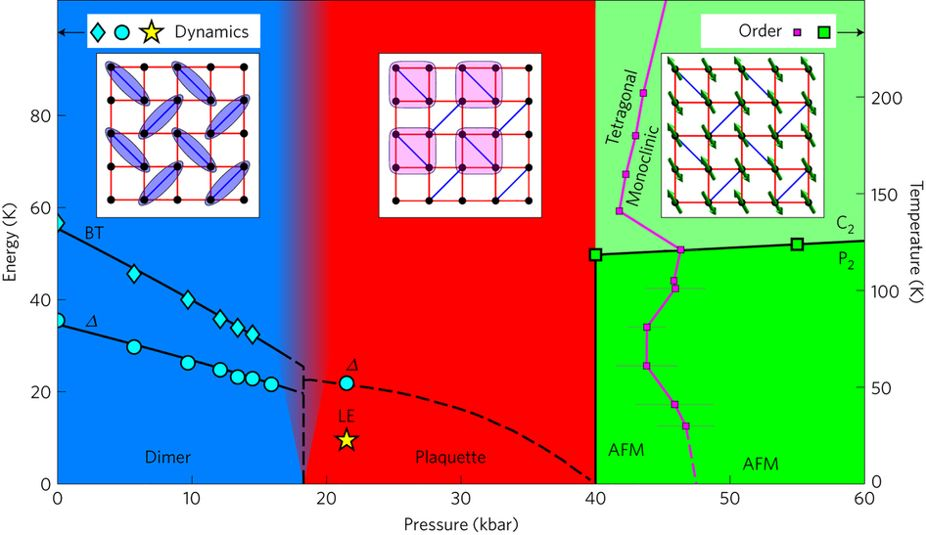 Dynamics
Order
Energy (K)
80
60
40
20
0
BT
Δ
Dimer
Δ
LE
Plaquette
Tetragonal
Monoclinic
C2
P2
AFM
AFM
200
150
100
50
0
Temperature (K)
0
10
20
30
40
50
60
Pressure (kbar)